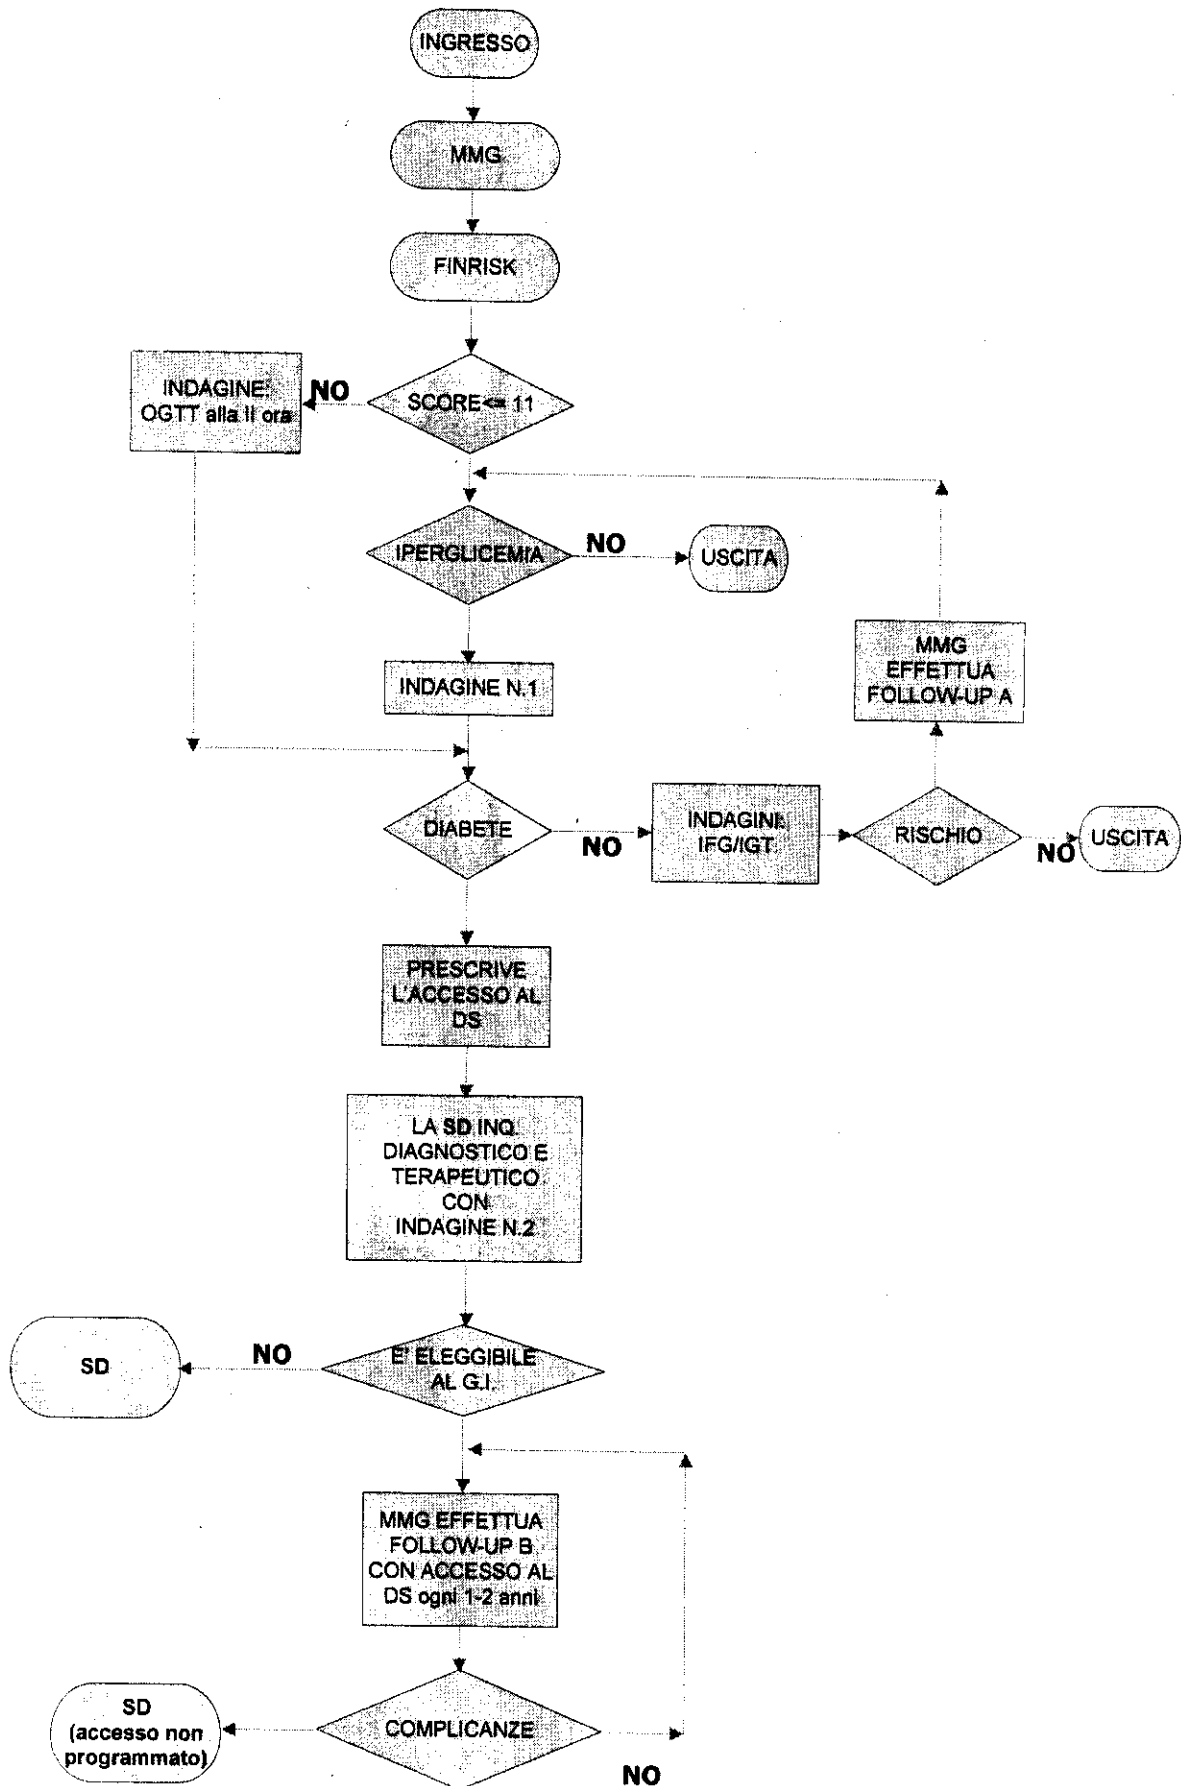 INGRESSO
MMG
FINRISK
SCORE<= 11
NO
INDAGINE:
OGTT alla II ora
IPERGLICEMIA
NO
USCITA
MMG
EFFETTUA
FOLLOW-UP A
INDAGINE N.1
DIABETE
NO
INDAGINI:
IFG/IGT
RISCHIO
NO
USCITA
PRESCRIVE
L'ACCESSO AL
DS
LA SD INQ.
DIAGNOSTICO E
TERAPEUTICO
CON
INDAGINE N.2
E' ELEGGIBILE
AL G.I.
NO
SD
MMG EFFETTUA
FOLLOW-UP B
CON ACCESSO AL
DS ogni 1-2 anni
COMPLICANZE
SD
(accesso non
programmato)
NO